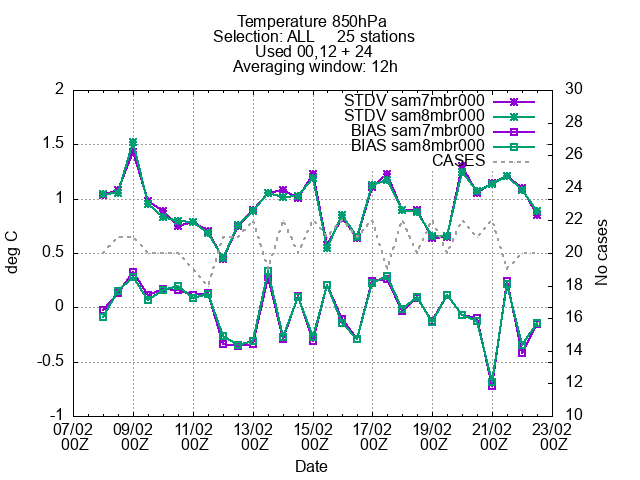 Temperature 850hPa
Selection: ALL 25 stations
Used 00,12 + 24
Averaging window: 12h
STDV sam7mbr000
STDV sam8mbr000
BIAS sam7mbr000
BIAS sam8mbr000
CASES
deg C
2
1.5
1
0.5
0
-0.5
-1
No cases
30
28
26
24
22
20
18
16
14
12
10
07/02 09/02 11/02 13/02 15/02 17/02 19/02 21/02 23/02
00Z 00Z 00Z 00Z 00Z 00Z 00Z 00Z 00Z
Date